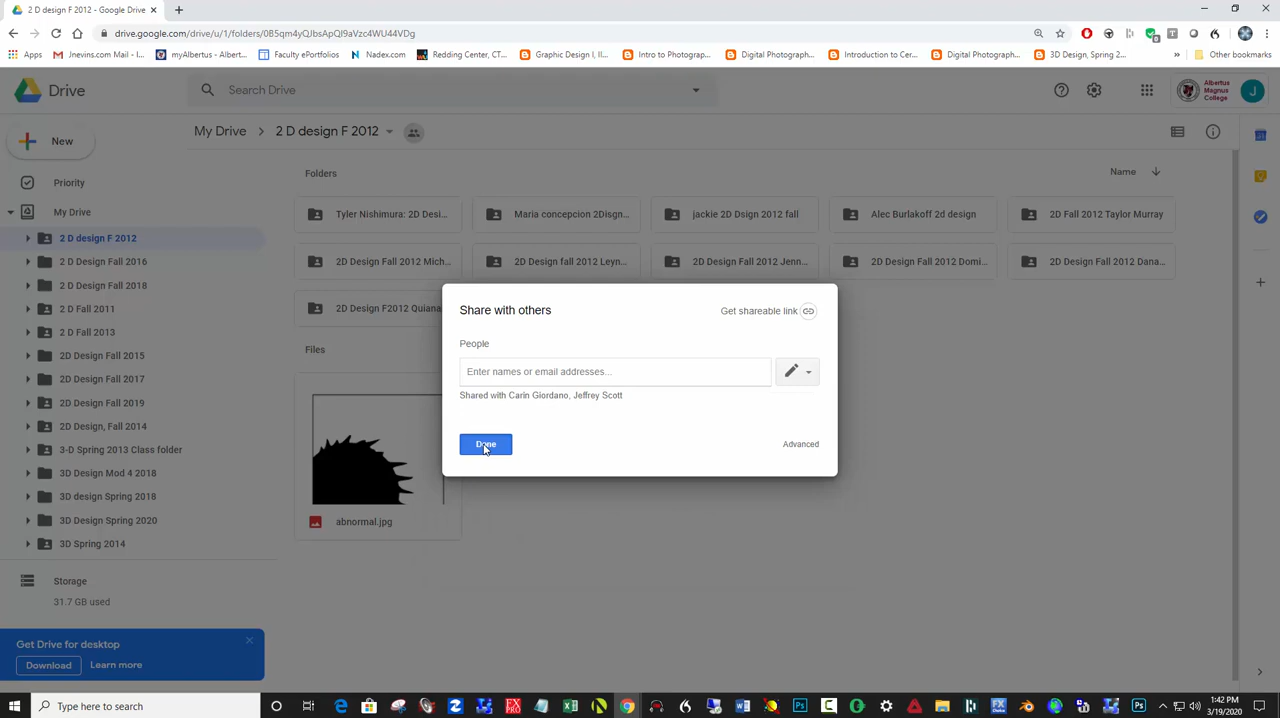 2 D design F 2012 - Google Drive
drive.google.com/drive/u/1/folders/0B5qm4yQJbsApQl9aVzc4WU44VDg
Apps
Jnevins.com Mail - I...
myAlbertus - Albert...
Faculty ePortfolios
Nadex.com
Redding Center, CT...
Graphic Design I, II...
Intro to Photograp...
Digital Photograp...
Introduction to Cer...
Digital Photograp...
3D Design, Spring 2...
»
Other bookmarks
Drive
Search Drive
Albertus
Magnus
College
J
New
My Drive > 2 D design F 2012
Priority
My Drive
2 D design F 2012
2 D Design Fall 2016
2 D Design Fall 2018
2 D Fall 2011
2 D Fall 2013
2D Design Fall 2015
2D Design Fall 2017
2D Design Fall 2019
2D Design, Fall 2014
3-D Spring 2013 Class folder
3D Design Mod 4 2018
3D design Spring 2018
3D Design Spring 2020
3D Spring 2014
Storage
31.7 GB used
Get Drive for desktop
Download
Learn more
Folders
Name
Tyler Nishimura: 2D Desi...
Maria concepcion 2Disgn...
jackie 2D Dsign 2012 fall
Alec Burlakoff 2d design
2D Fall 2012 Taylor Murray
2D Design Fall 2012 Mich...
2D Design fall 2012 Leyn...
2D Design Fall 2012 Jenn...
2D Design Fall 2012 Domi...
2D Design Fall 2012 Dana...
2D Design F2012 Quiana
Files
abnormal.jpg
Share with others
Get shareable link
People
Enter names or email addresses...
Shared with Carin Giordano, Jeffrey Scott
Done
Advanced
Type here to search
1:42 PM
3/19/2020